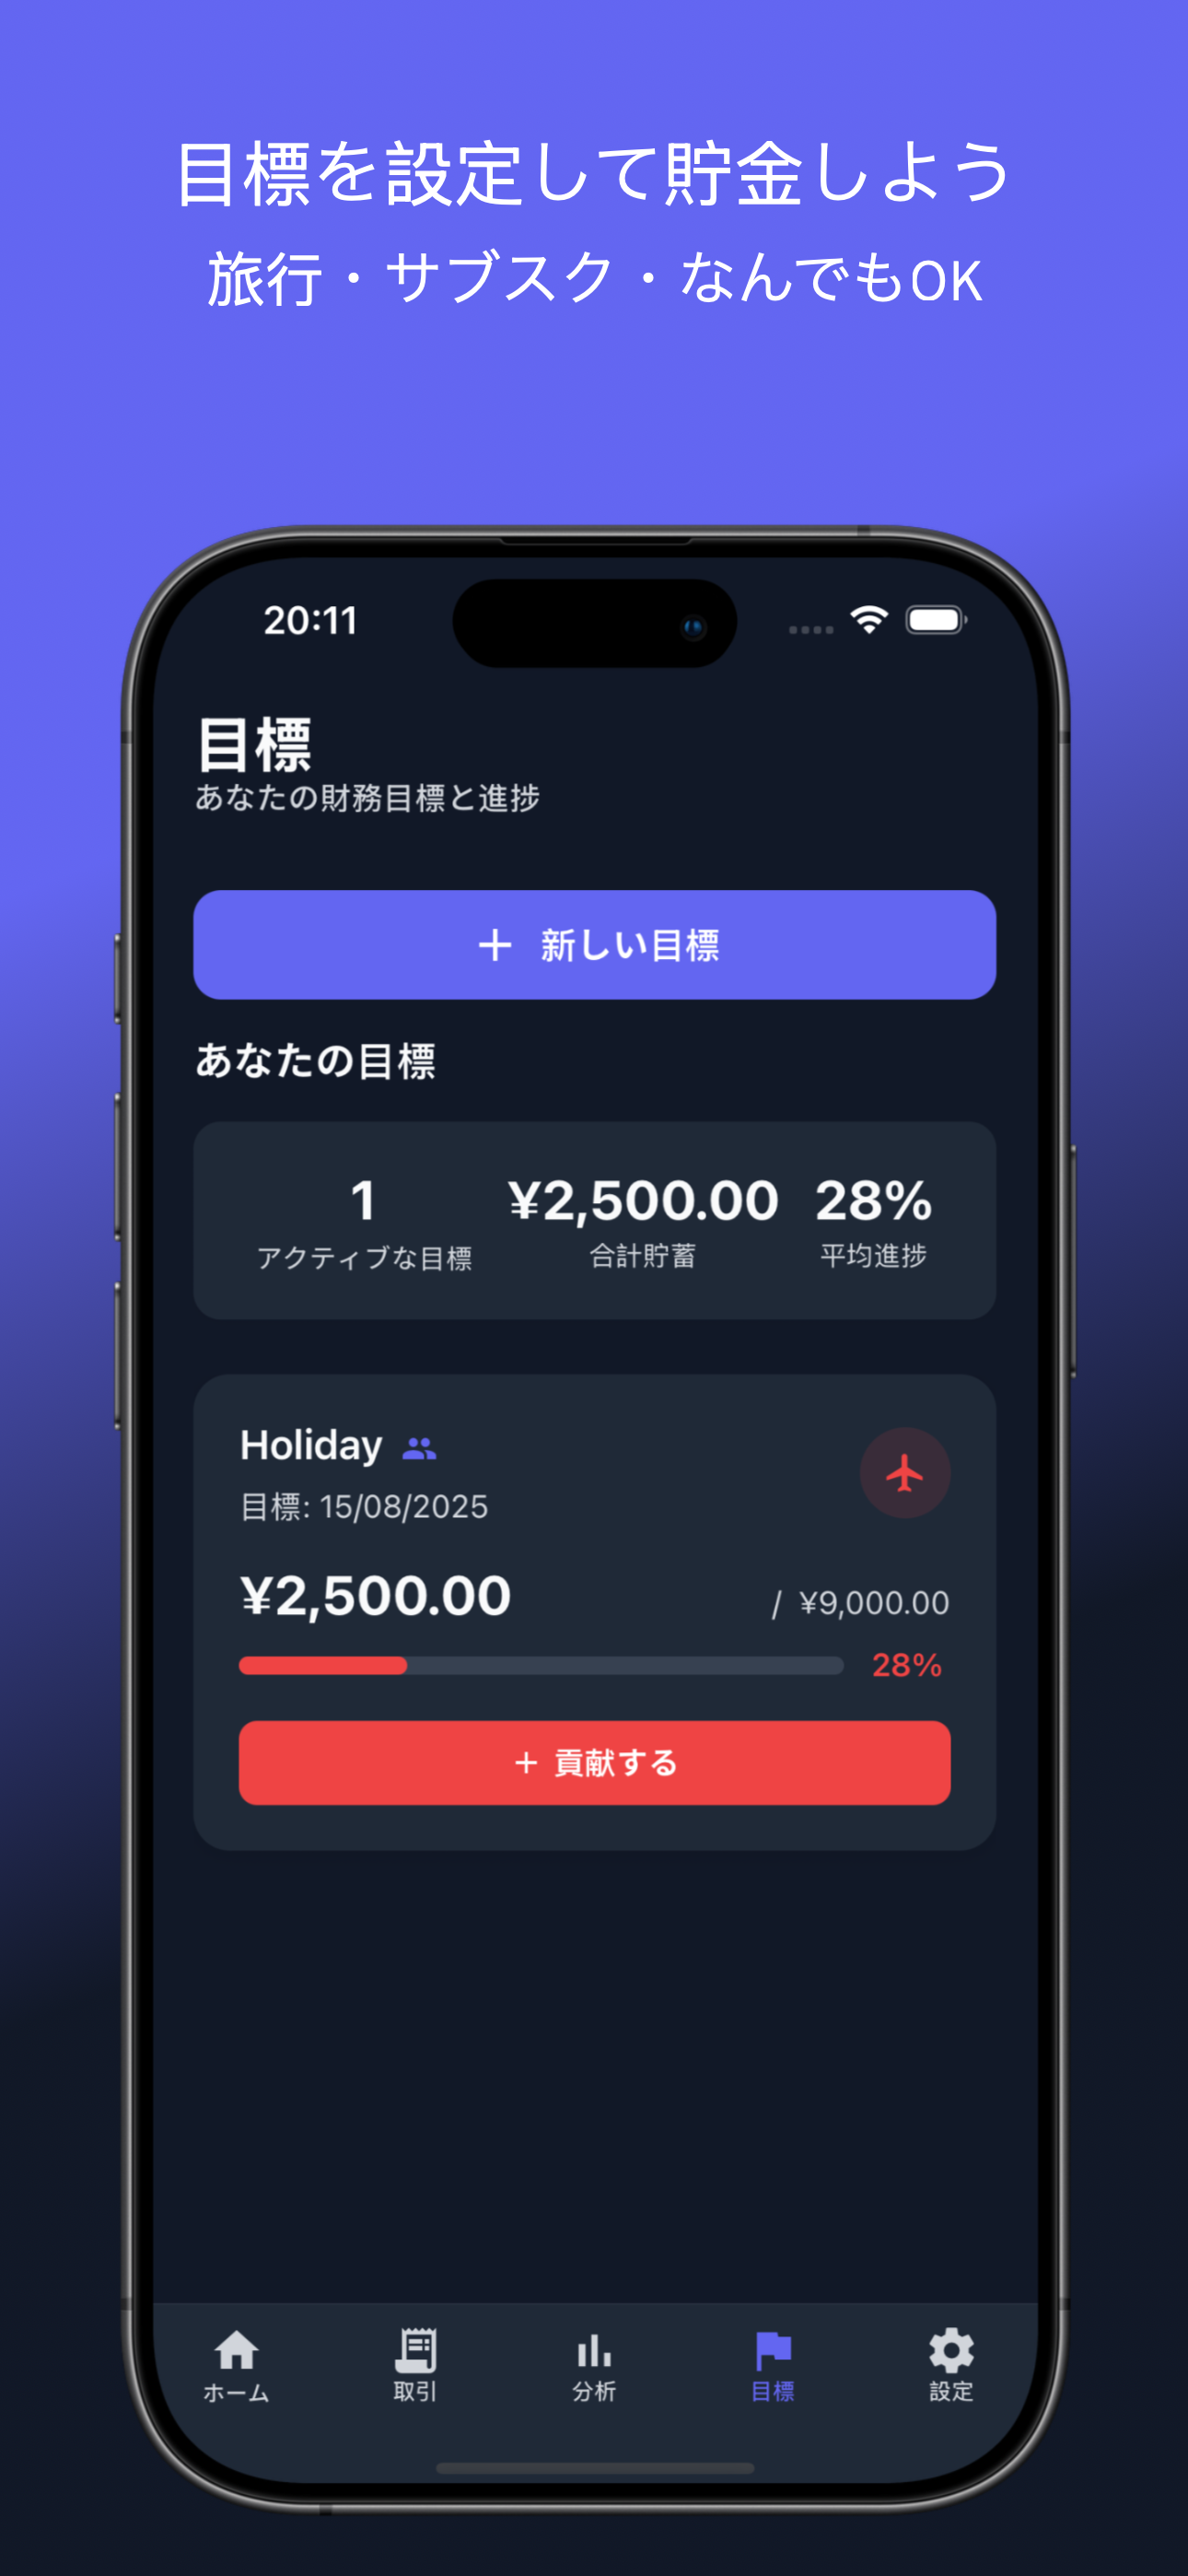 目標を設定して貯金しよう
旅行・サブスク・なんでもOK
20:11
目標
あなたの財務目標と進捗
+ 新しい目標
あなたの目標
1 ¥2,500.00 28%
アクティブな目標 合計貯蓄 平均進捗
Holiday
目標: 15/08/2025
¥2,500.00 / ¥9,000.00
28%
+ 貢献する
ホーム 取引 分析 目標 設定